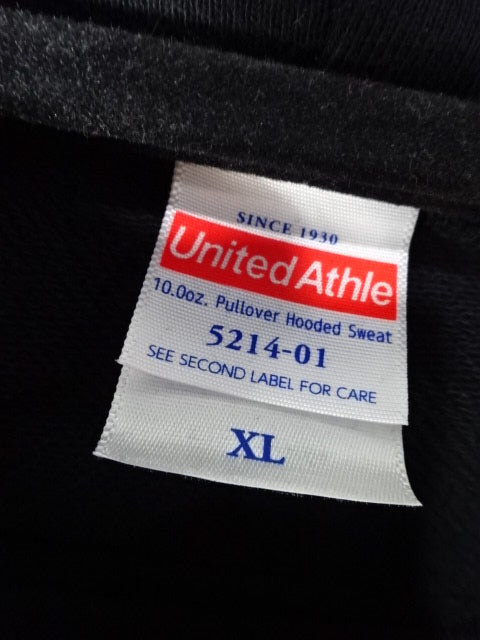 SINCE 1930
United Athle
10.0oz. Pullover Hooded Sweat
5214-01
SEE SECOND LABEL FOR CARE
XL